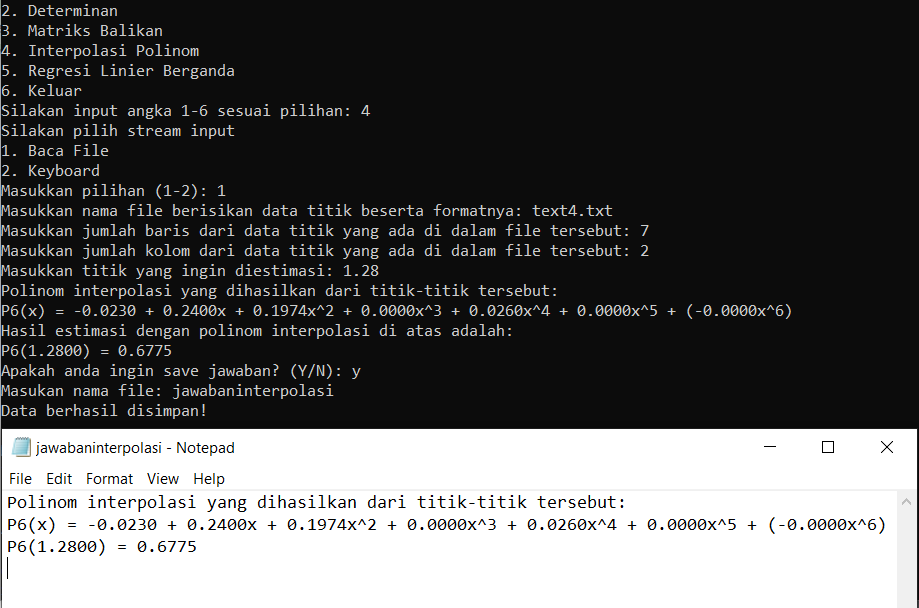 2. Determinan
3. Matriks Balikan
4. Interpolasi Polinom
5. Regresi Linier Berganda
6. Keluar
Silakan input angka 1-6 sesuai pilihan: 4
Silakan pilih stream input
1. Baca File
2. Keyboard
Masukkan pilihan (1-2): 1
Masukkan nama file berisikan data titik beserta formatnya: text4.txt
Masukkan jumlah baris dari data titik yang ada di dalam file tersebut: 7
Masukkan jumlah kolom dari data titik yang ada di dalam file tersebut: 2
Masukkan titik yang ingin diestimasi: 1.28
Polinom interpolasi yang dihasilkan dari titik-titik tersebut:
P6(x) = -0.0230 + 0.2400x + 0.1974x^2 + 0.0000x^3 + 0.0260x^4 + 0.0000x^5 + (-0.0000x^6)
Hasil estimasi dengan polinom interpolasi di atas adalah:
P6(1.2800) = 0.6775
Apakah anda ingin save jawaban? (Y/N): y
Masukan nama file: jawabaninterpolasi
Data berhasil disimpan!
jawabaninterpolasi - Notepad
File Edit Format View Help
Polinom interpolasi yang dihasilkan dari titik-titik tersebut:
P6(x) = -0.0230 + 0.2400x + 0.1974x^2 + 0.0000x^3 + 0.0260x^4 + 0.0000x^5 + (-0.0000x^6)
P6(1.2800) = 0.6775